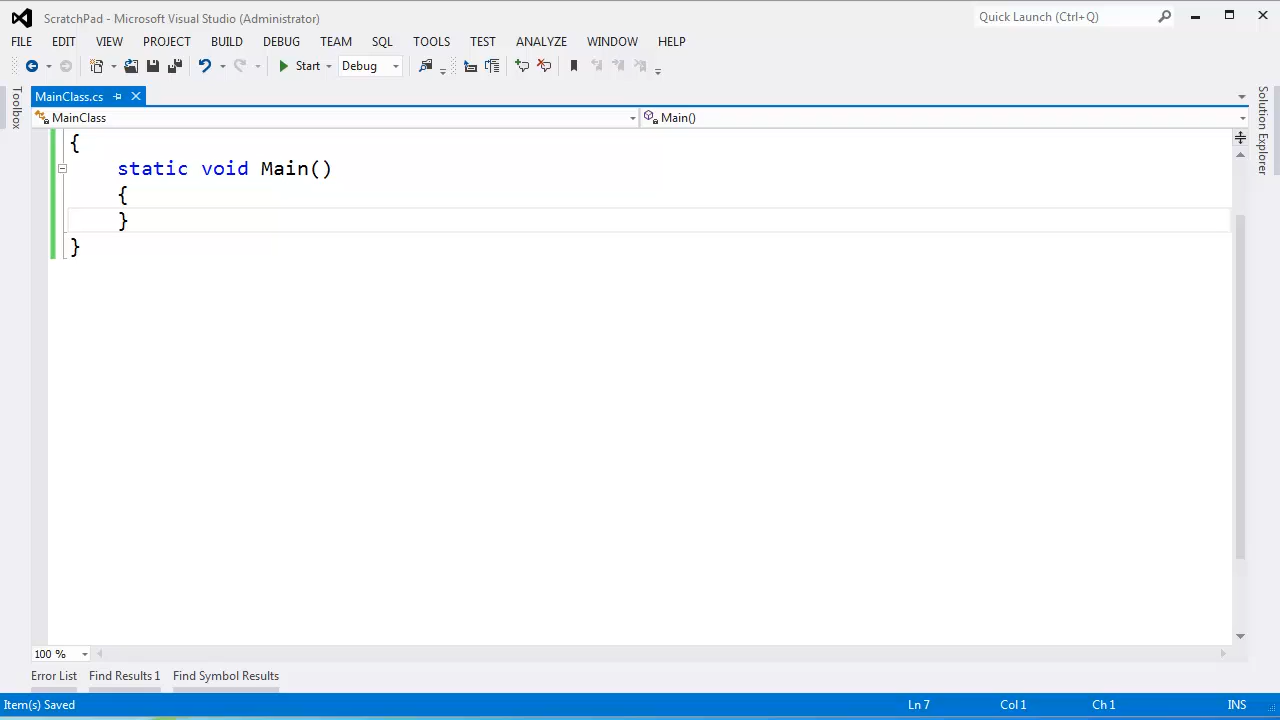 ScratchPad - Microsoft Visual Studio (Administrator)
Quick Launch (Ctrl+Q)
FILE EDIT VIEW PROJECT BUILD DEBUG TEAM SQL TOOLS TEST ANALYZE WINDOW HELP
Start Debug
Toolbox
MainClass.cs
Solution Explorer
MainClass Main()
{
static void Main()
{
}
}
100 %
Error List Find Results 1 Find Symbol Results
Item(s) Saved Ln 7 Col 1 Ch 1 INS